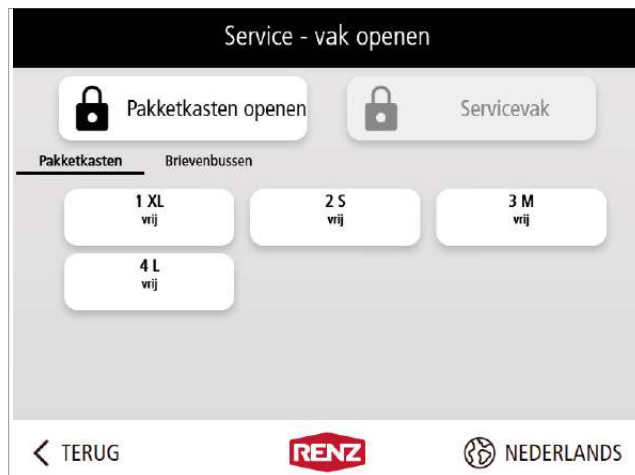 Service - vak openen
Pakketkasten openen
Servicevak
Pakketkasten
Brievenbussen
1 XL
vrij
2 S
vrij
3 M
vrij
4 L
vrij
TERUG
RENZ
NEDERLANDS